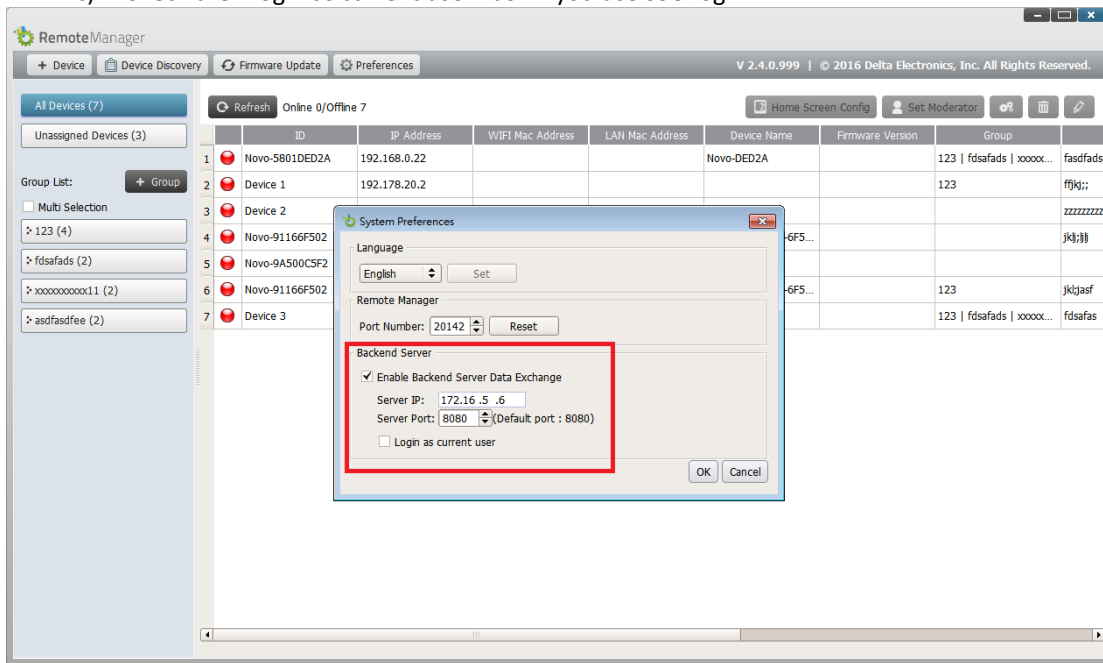 RemoteManager
+ Device Device Discovery Firmware Update Preferences V 2.4.0.999 | © 2016 Delta Electronics, Inc. All Rights Reserved.
All Devices (7) Refresh Online 0/Offline 7 Home Screen Config Set Moderator
Unassigned Devices (3)
ID IP Address WIFI Mac Address LAN Mac Address Device Name Firmware Version Group
1 Novo-5801DED2A 192.168.0.22 Novo-DED2A 123 | fdsafads | xxxxx... fasdfads
Group List: + Group
2 Device 1 192.178.20.2 123 ffjkj;;
Multi Selection
3 Device 2 zzzzzzzzz
123 (4)
4 Novo-91166F502 -6F5...
fdsafads (2)
5 Novo-9A500C5F2
xxxxxxxxxx11 (2)
6 Novo-91166F502 -6F5... 123 jkl;jasf
asdfasdfee (2)
7 Device 3 123 | fdsafads | xxxxx... fdsafas
System Preferences
Language
English Set
Remote Manager
Port Number: 20142 Reset
Backend Server
Enable Backend Server Data Exchange
Server IP: 172.16 .5 .6
Server Port: 8080 (Default port : 8080)
Login as current user
OK Cancel